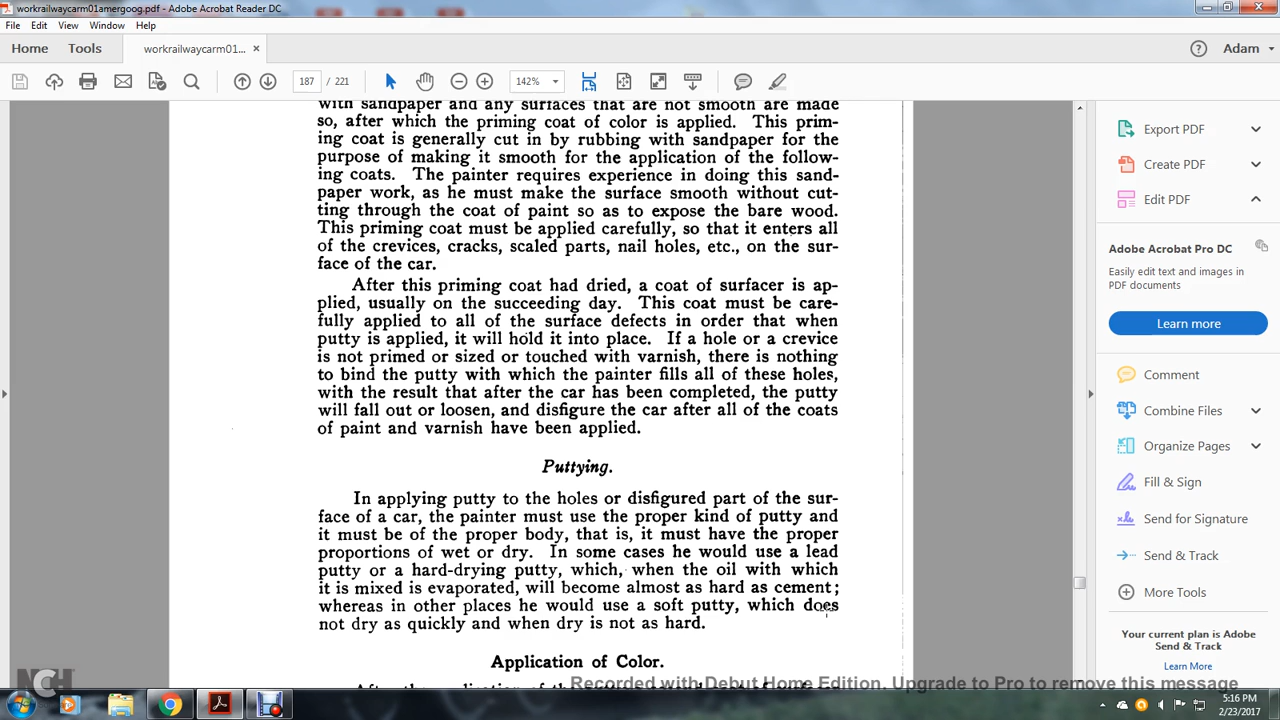 workrailwaycarm01amergoog.pdf - Adobe Acrobat Reader DC
File Edit View Window Help
Home Tools workrailwaycarm01... × Adam
187 / 221 142%
with sandpaper and any surfaces that are not smooth are made
so, after which the priming coat of color is applied. This prim-
ing coat is generally cut in by rubbing with sandpaper for the
purpose of making it smooth for the application of the follow-
ing coats. The painter requires experience in doing this sand-
paper work, as he must make the surface smooth without cut-
ting through the coat of paint so as to expose the bare wood.
This priming coat must be applied carefully, so that it enters all
of the crevices, cracks, scaled parts, nail holes, etc., on the sur-
face of the car.
After this priming coat had dried, a coat of surfacer is ap-
plied, usually on the succeeding day. This coat must be care-
fully applied to all of the surface defects in order that when
putty is applied, it will hold it into place. If a hole or a crevice
is not primed or sized or touched with varnish, there is nothing
to bind the putty with which the painter fills all of these holes,
with the result that after the car has been completed, the putty
will fall out or loosen, and disfigure the car after all of the coats
of paint and varnish have been applied.
Puttying.
In applying putty to the holes or disfigured part of the sur-
face of a car, the painter must use the proper kind of putty and
it must be of the proper body, that is, it must have the proper
proportions of wet or dry. In some cases he would use a lead
putty or a hard-drying putty, which, when the oil with which
it is mixed is evaporated, will become almost as hard as cement;
whereas in other places he would use a soft putty, which does
not dry as quickly and when dry is not as hard.
Application of Color.
Export PDF
Create PDF
Edit PDF
Adobe Acrobat Pro DC
Easily edit text and images in
PDF documents
Learn more
Comment
Combine Files
Organize Pages
Fill & Sign
Send for Signature
Send & Track
More Tools
Your current plan is Adobe
Send & Track
Learn More
NCH
Recorded with Debut Home Edition. Upgrade to Pro to remove this message
5:16 PM
2/23/2017